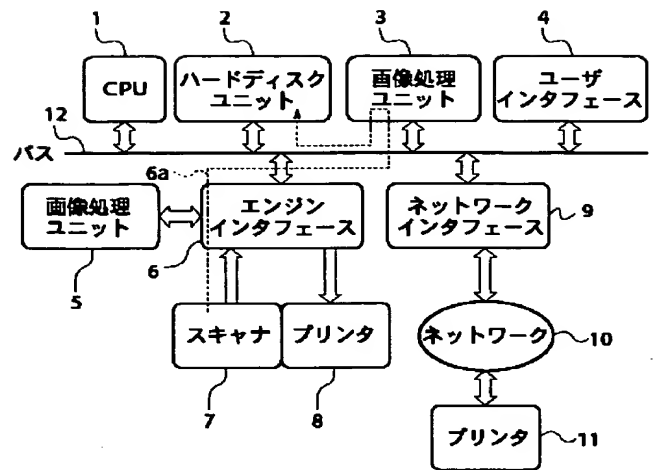 1
2
3
4
CPU
ハードディスク
ユニット
画像処理
ユニット
ユーザ
インタフェース
12
バス
6a
画像処理
ユニット
エンジン
インタフェース
ネットワーク
インタフェース
9
5
6
スキャナ
プリンタ
ネットワーク
10
7
8
プリンタ
11